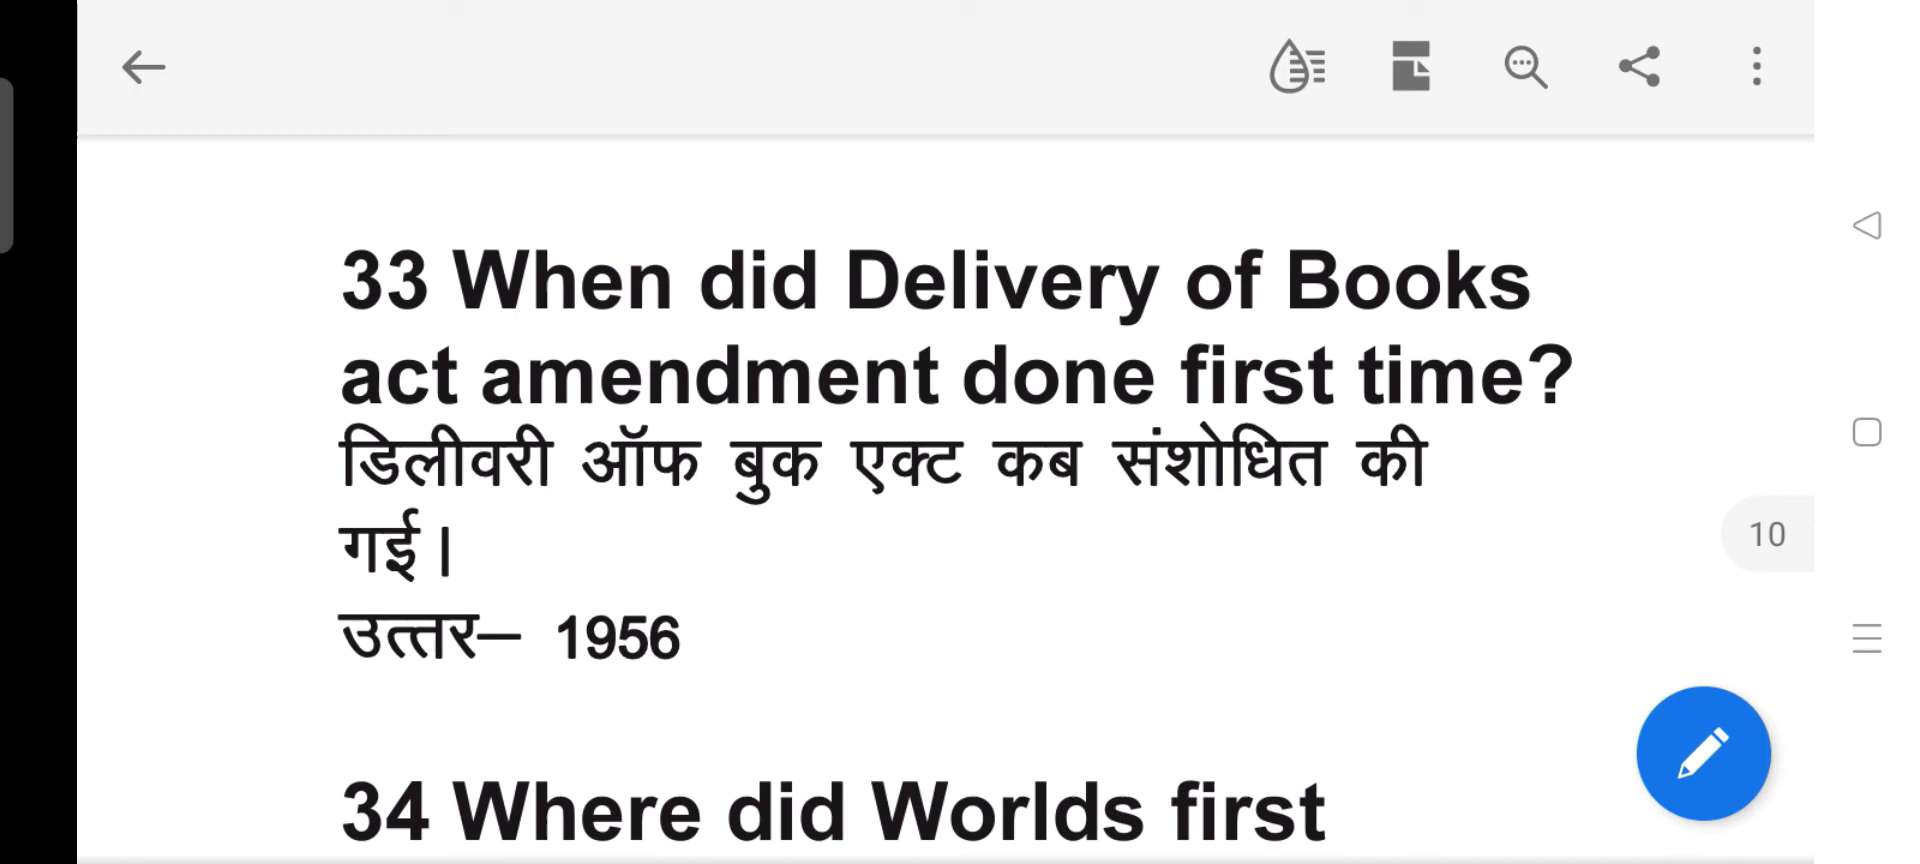 33 When did Delivery of Books
act amendment done first time?
डिलीवरी ऑफ बुक एक्ट कब संशोधित की
गई।
10
उत्तर– 1956
34 Where did Worlds first